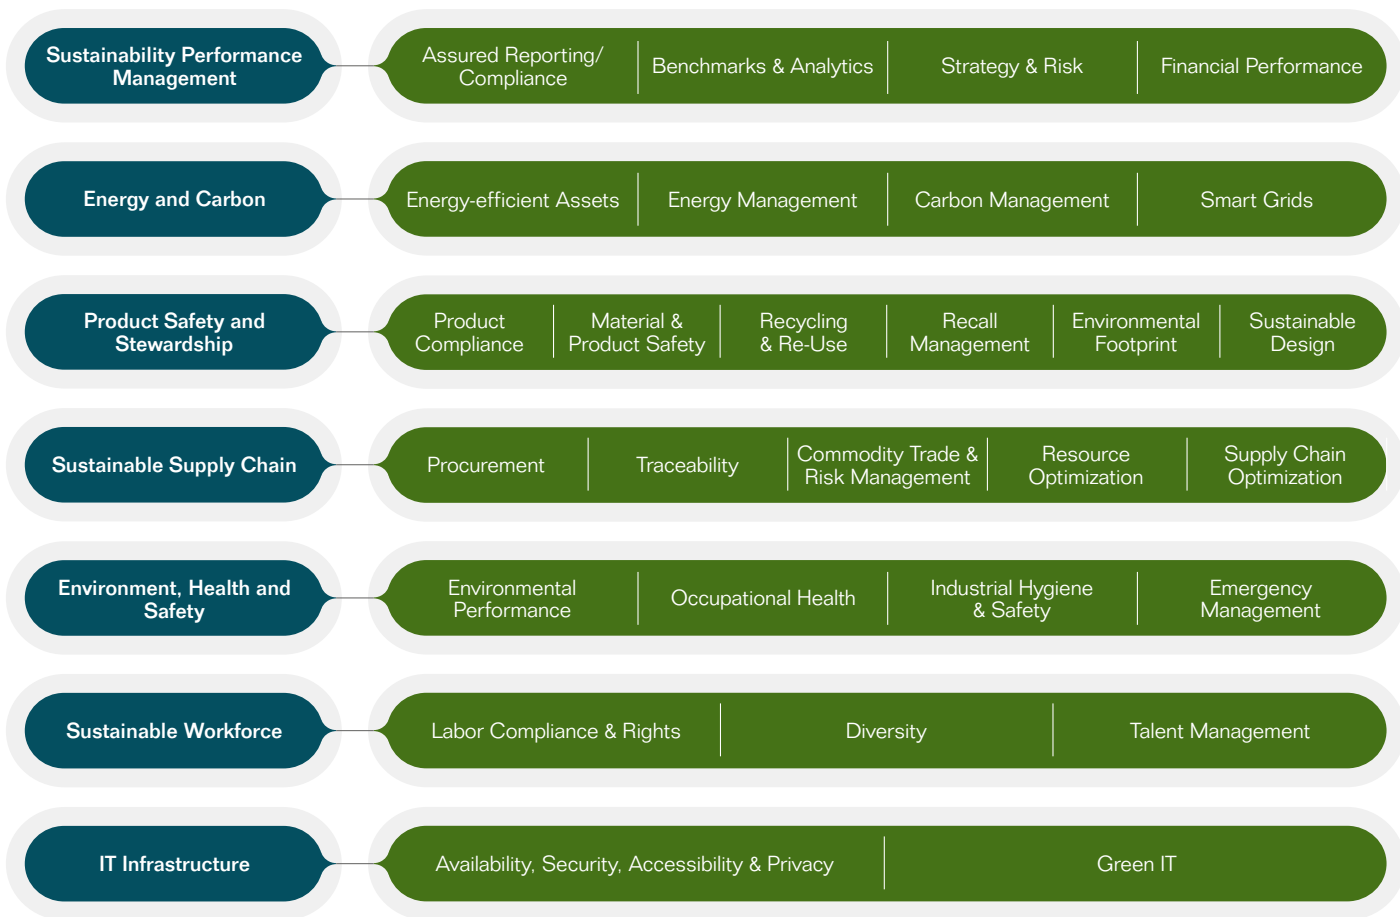 Sustainability Performance
Management
Assured Reporting/
Compliance
Benchmarks & Analytics
Strategy & Risk
Financial Performance
Energy and Carbon
Energy-efficient Assets
Energy Management
Carbon Management
Smart Grids
Product Safety and
Stewardship
Product
Compliance
Material &
Product Safety
Recycling
& Re-Use
Recall
Management
Environmental
Footprint
Sustainable
Design
Sustainable Supply Chain
Procurement
Traceability
Commodity Trade &
Risk Management
Resource
Optimization
Supply Chain
Optimization
Environment, Health and
Safety
Environmental
Performance
Occupational Health
Industrial Hygiene
& Safety
Emergency
Management
Sustainable Workforce
Labor Compliance & Rights
Diversity
Talent Management
IT Infrastructure
Availability, Security, Accessibility & Privacy
Green IT